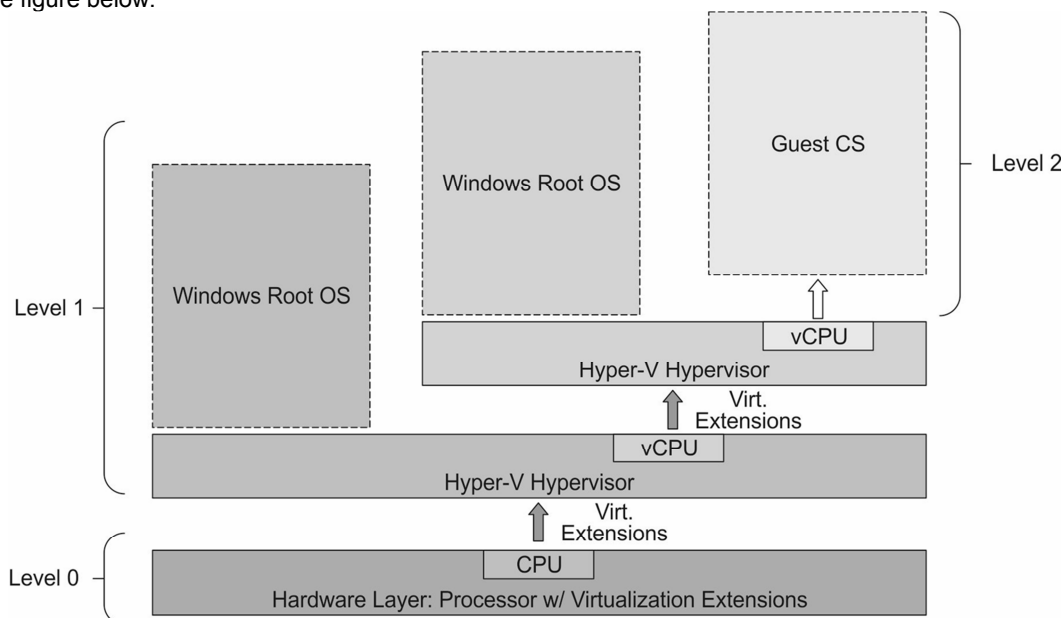 e figure below.
Guest CS
Level 2
Windows Root OS
Windows Root OS
Level 1
vCPU
Hyper-V Hypervisor
Virt.
Extensions
vCPU
Hyper-V Hypervisor
Virt.
Extensions
Level 0
CPU
Hardware Layer: Processor w/ Virtualization Extensions